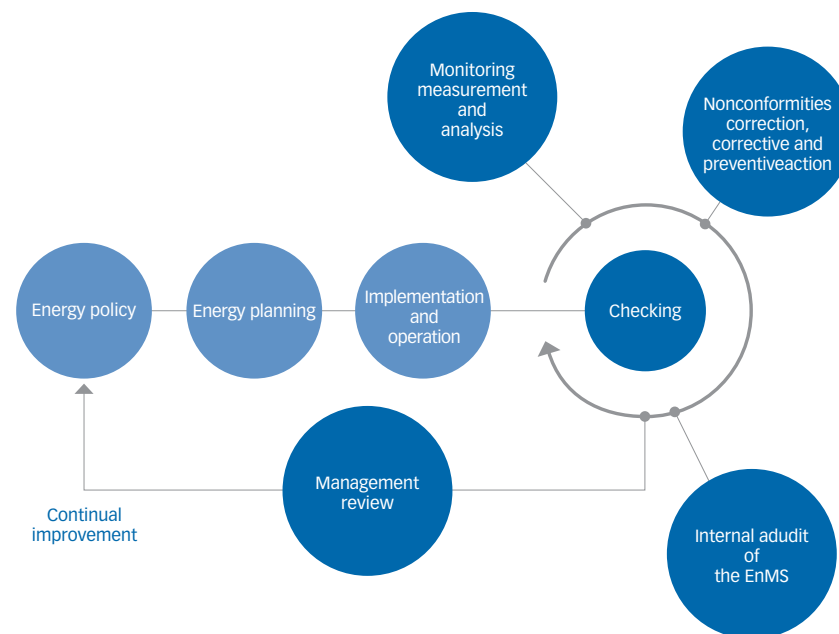 Monitoring
measurement
and
analysis
Nonconformities
correction,
corrective and
preventiveaction
Energy policy
Energy planning
Implementation
and
operation
Checking
Management
review
Continual
improvement
Internal adudit
of
the EnMS